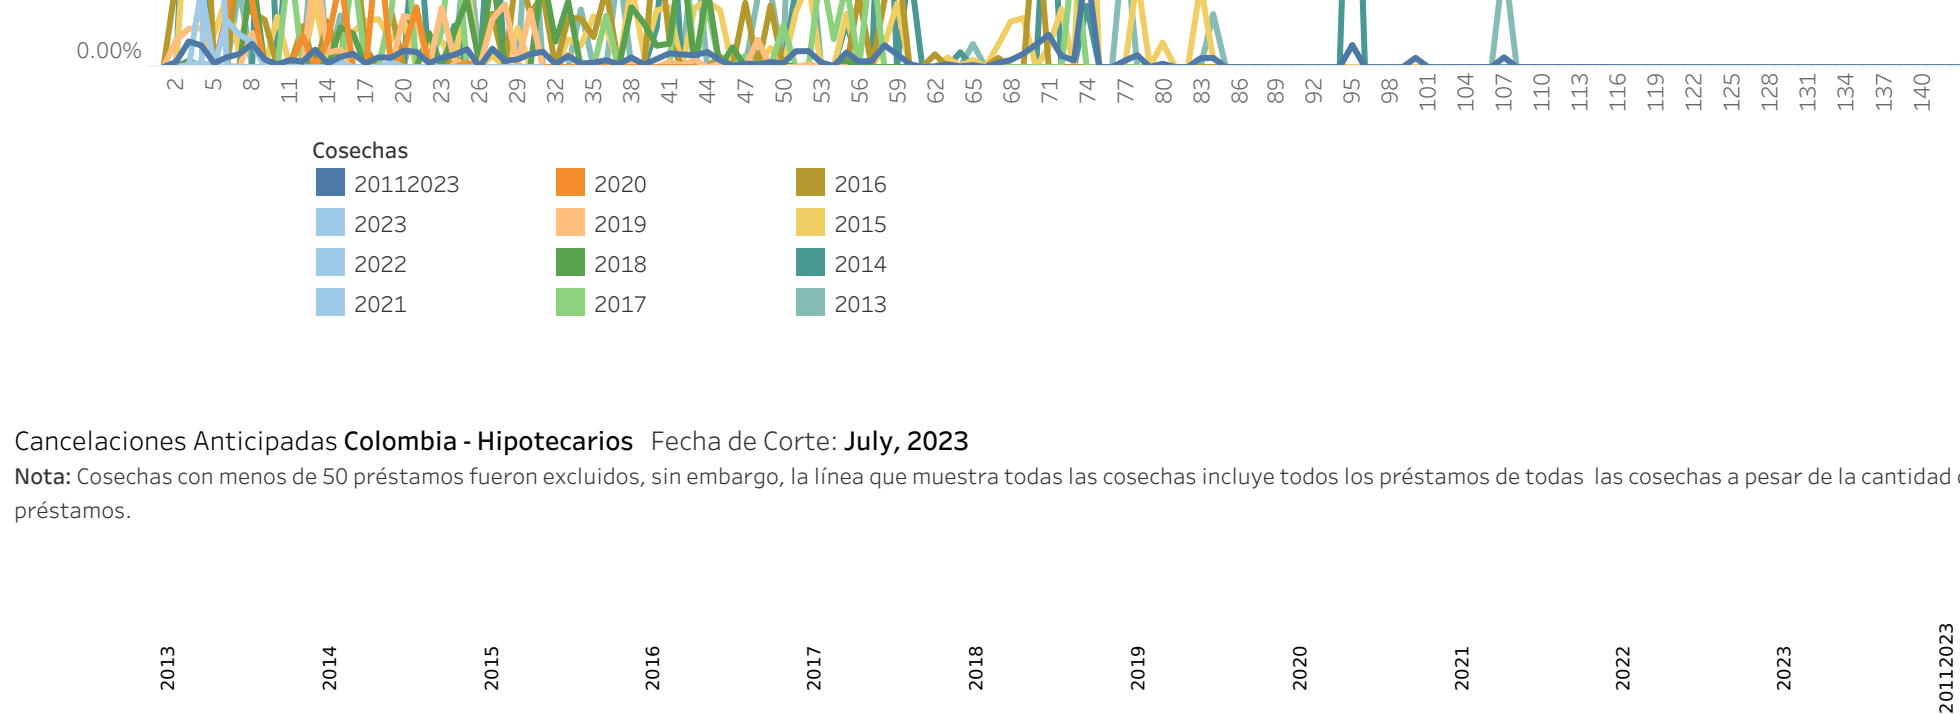 0.00%
2 5 8 11 14 17 20 23 26 29 32 35 38 41 44 47 50 53 56 59 62 65 68 71 74 77 80 83 86 89 92 95 98 101 104 107 110 113 116 119 122 125 128 131 134 137 140
Cosechas
20112023 2020 2016
2023 2019 2015
2022 2018 2014
2021 2017 2013
Cancelaciones Anticipadas Colombia - Hipotecarios Fecha de Corte: July, 2023
Nota: Cosechas con menos de 50 préstamos fueron excluidos, sin embargo, la línea que muestra todas las cosechas incluye todos los préstamos de todas las cosechas a pesar de la cantidad
préstamos.
2013 2014 2015 2016 2017 2018 2019 2020 2021 2022 2023 20112023